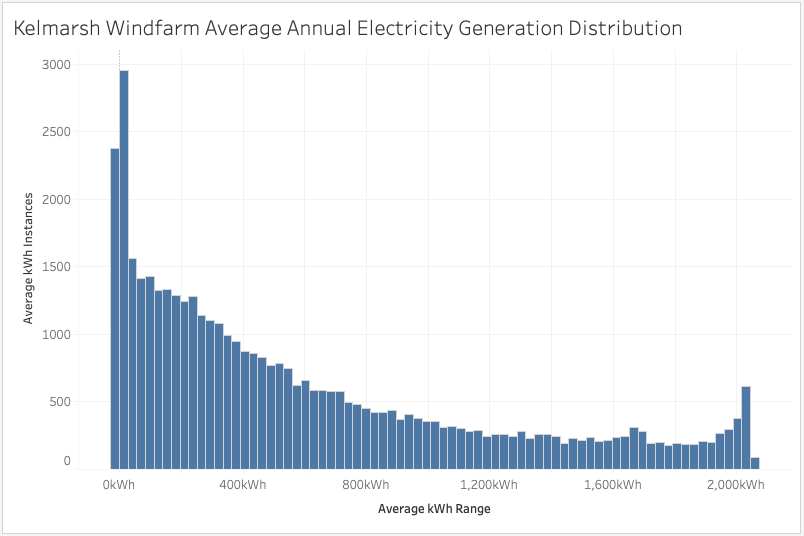 Kelmarsh Windfarm Average Annual Electricity Generation Distribution
3000
2500
2000
1500
1000
500
0
Average kWh Instances
0kWh 400kWh 800kWh 1,200kWh 1,600kWh 2,000kWh
Average kWh Range